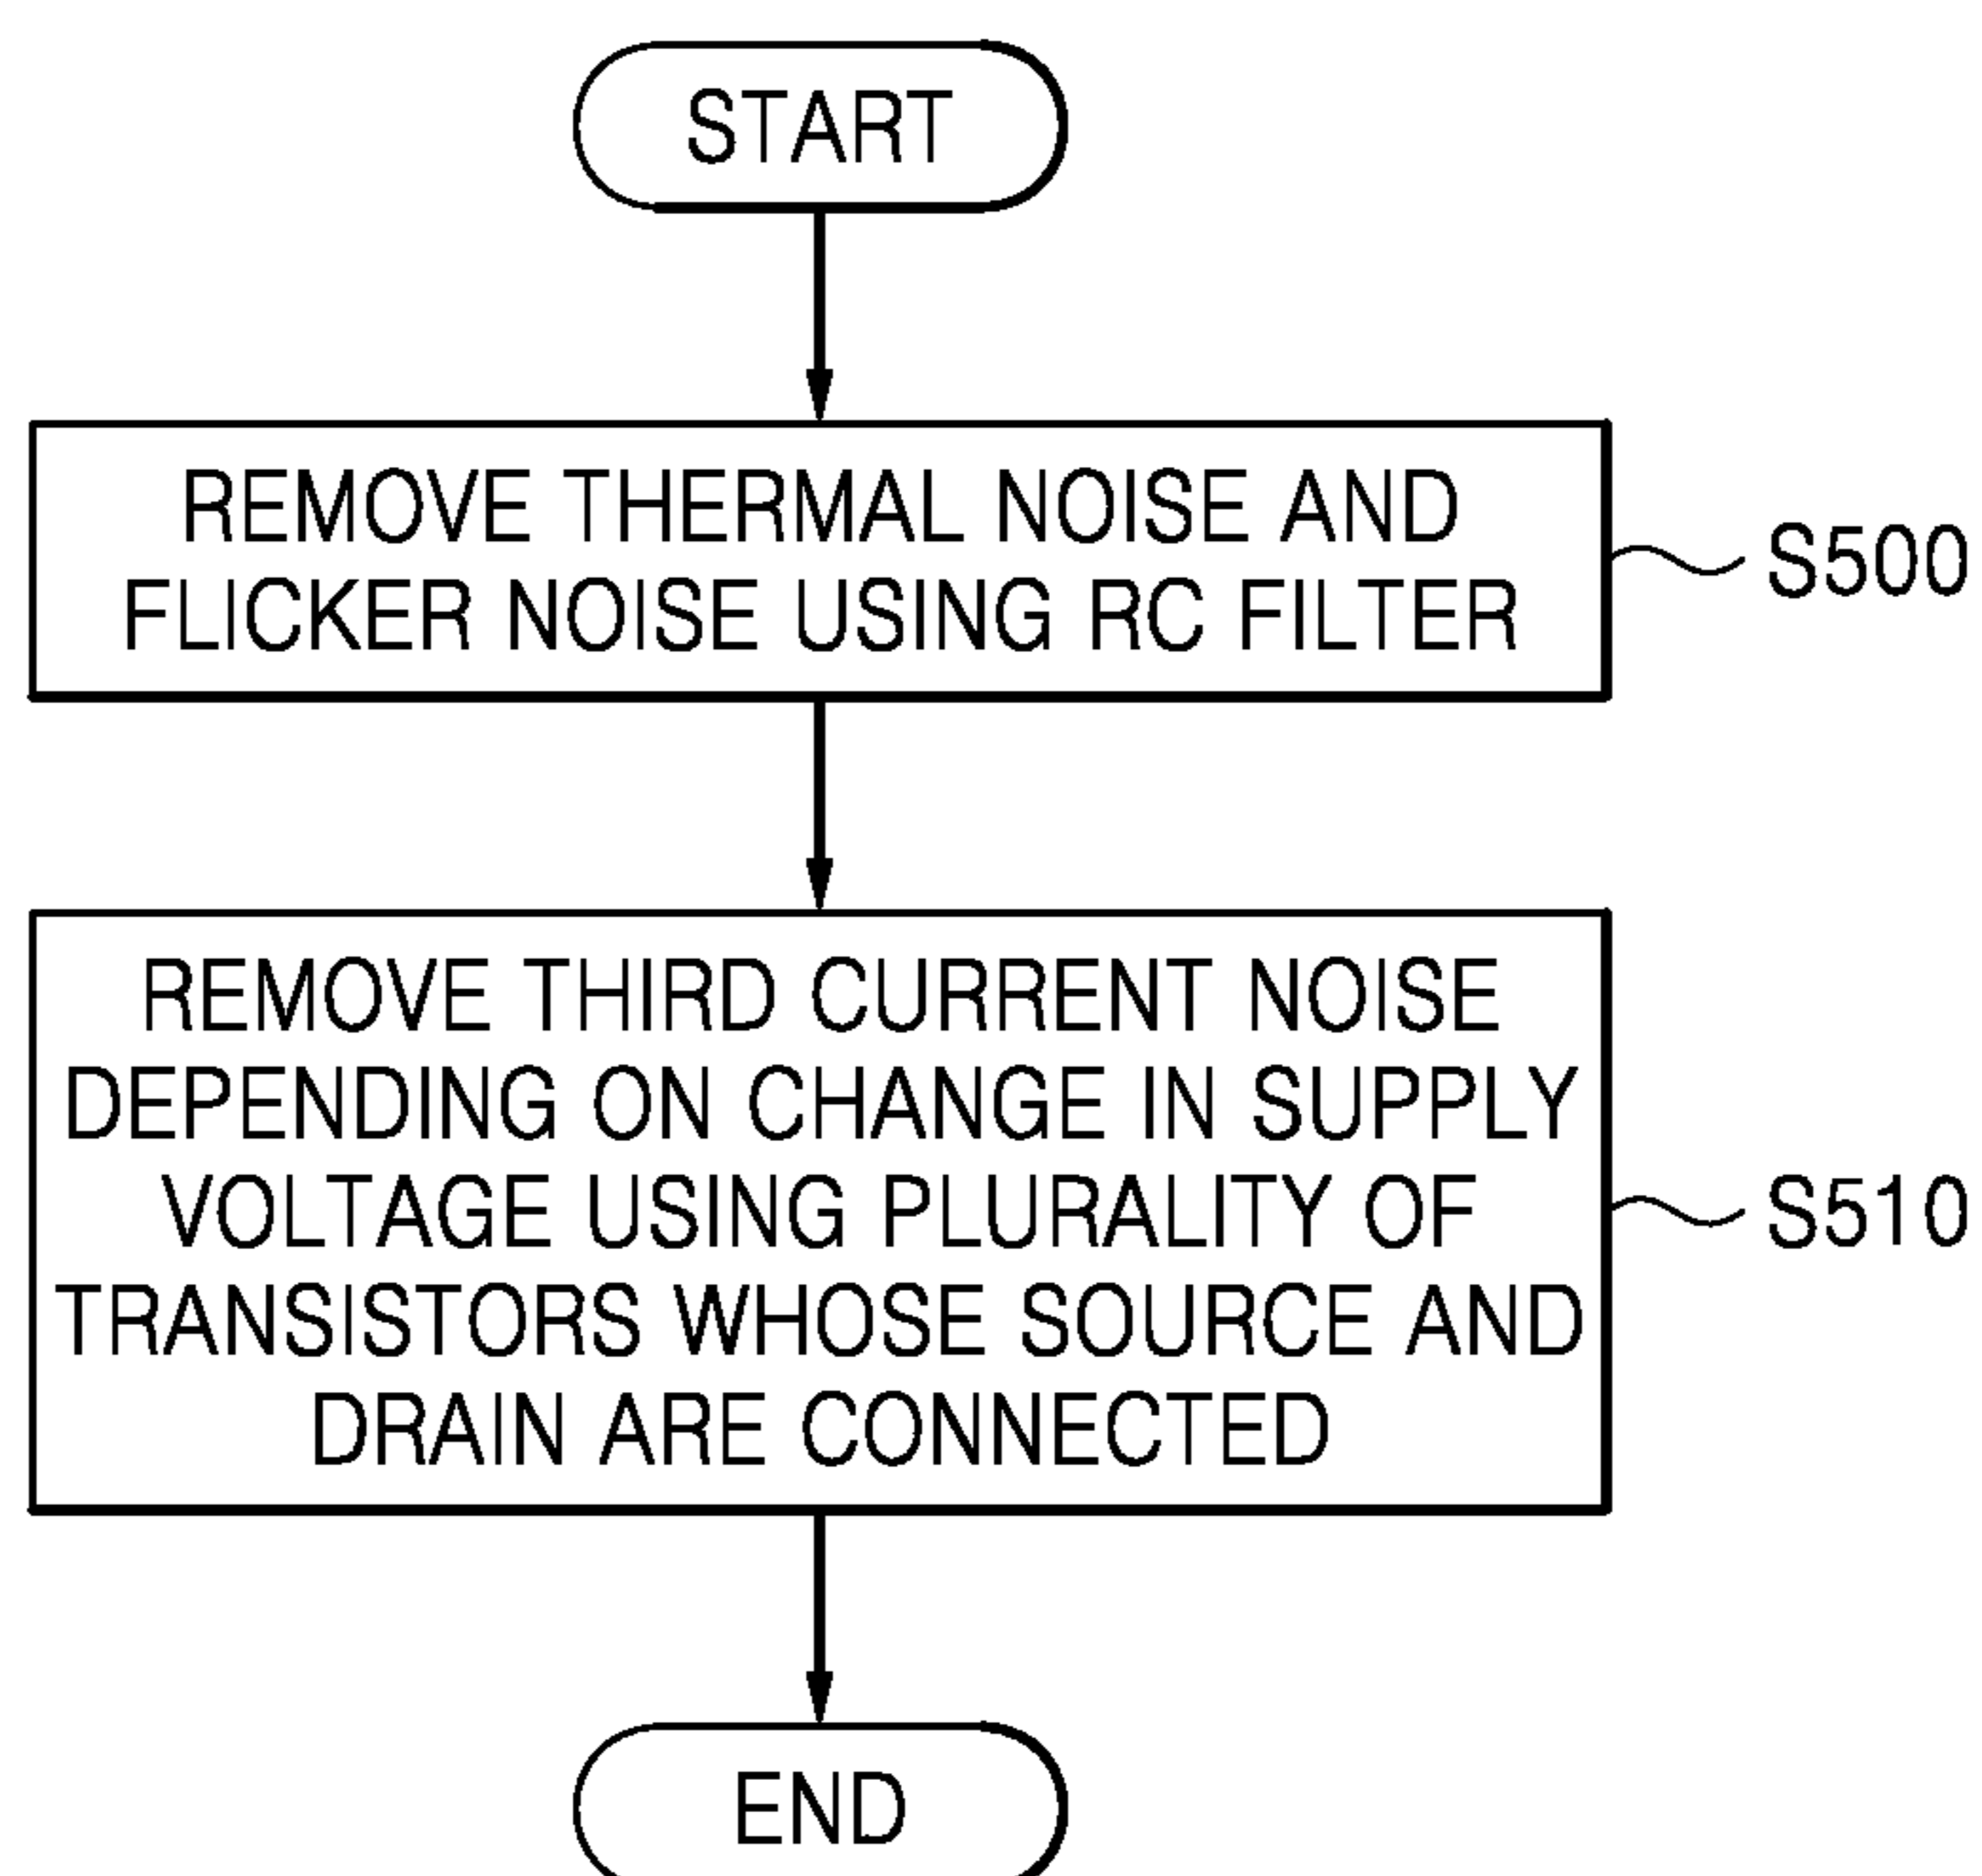 START
REMOVE THERMAL NOISE AND
FLICKER NOISE USING RC FILTER
S500
REMOVE THIRD CURRENT NOISE
DEPENDING ON CHANGE IN SUPPLY
VOLTAGE USING PLURALITY OF
TRANSISTORS WHOSE SOURCE AND
DRAIN ARE CONNECTED
S510
END